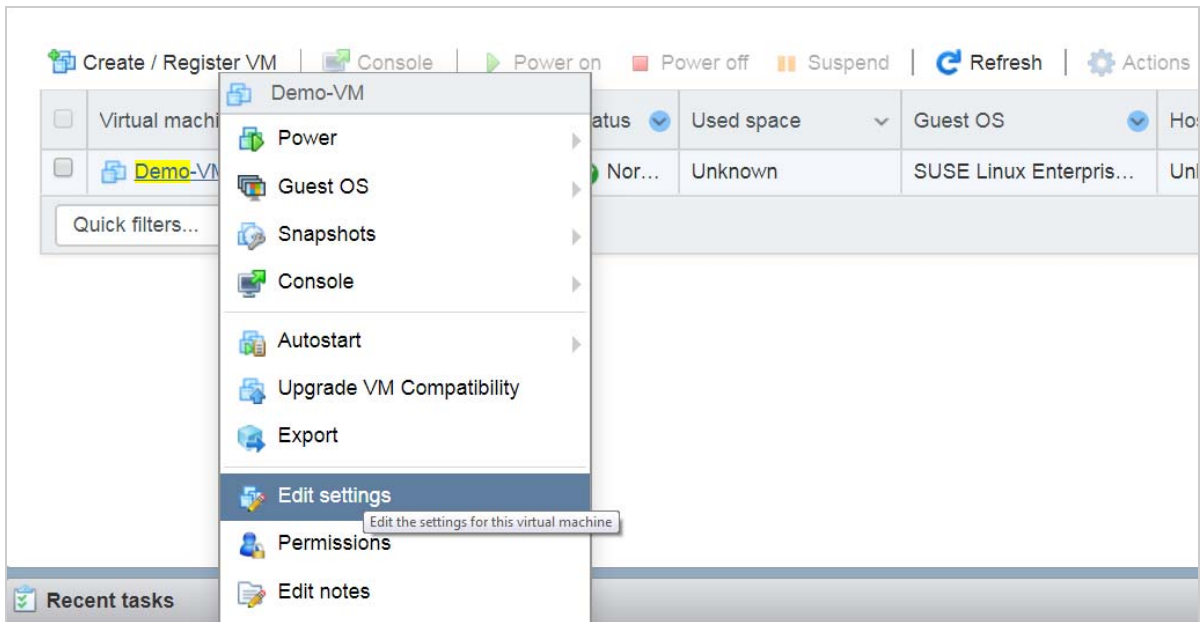 Create / Register VM | Console | Power on Power off Suspend | Refresh | Actions
Demo-VM
Virtual machi atus Used space Guest OS Hos
Power
Demo-VM Nor... Unknown SUSE Linux Enterpris... Un
Guest OS
Quick filters...
Snapshots
Console
Autostart
Upgrade VM Compatibility
Export
Edit settings
Edit the settings for this virtual machine
Permissions
Edit notes
Recent tasks